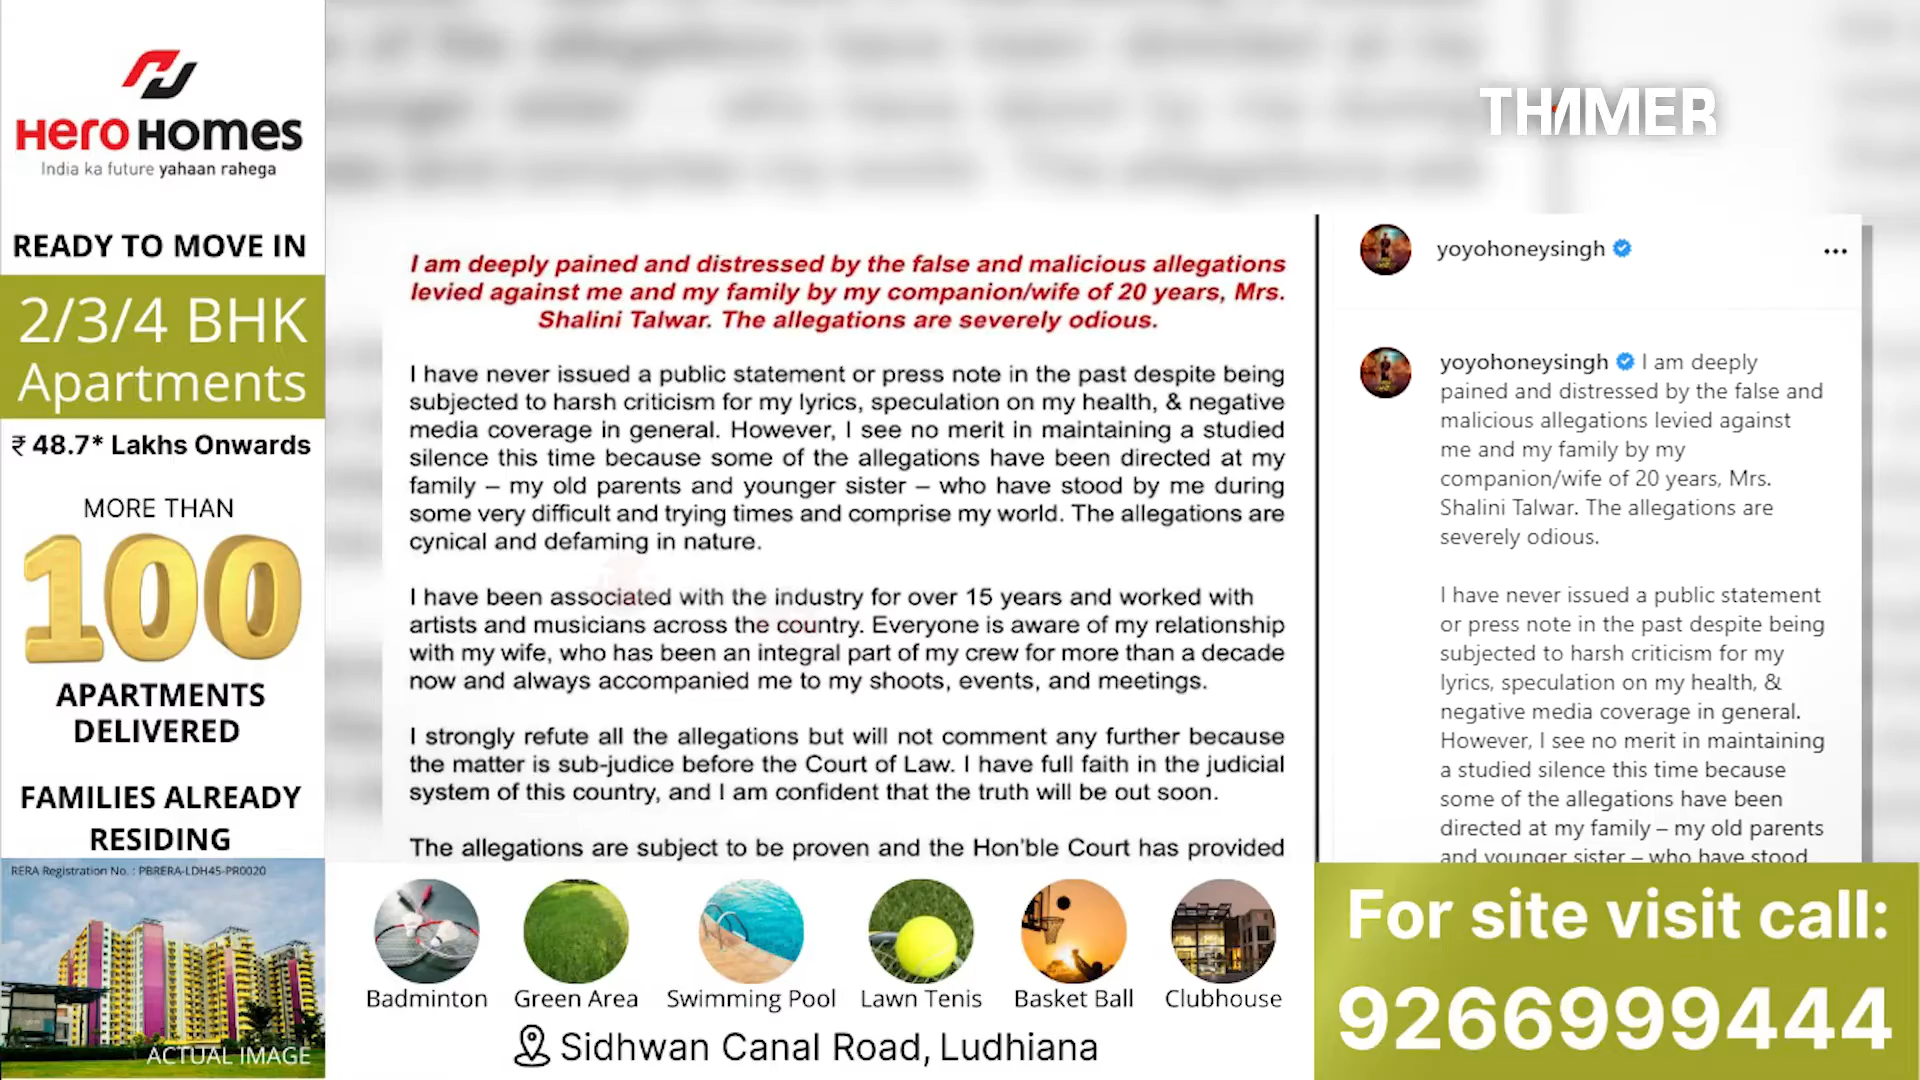 HERO HOMES
India ka future yahaan rahega
READY TO MOVE IN
2/3/4 BHK
Apartments
₹ 48.7* Lakhs Onwards
MORE THAN
100
APARTMENTS
DELIVERED
FAMILIES ALREADY
RESIDING
RERA Registration No. : PBRERA-LDH45-PR0020
ACTUAL IMAGE
I am deeply pained and distressed by the false and malicious allegations
levied against me and my family by my companion/wife of 20 years, Mrs.
Shalini Talwar. The allegations are severely odious.
I have never issued a public statement or press note in the past despite being
subjected to harsh criticism for my lyrics, speculation on my health, & negative
media coverage in general. However, I see no merit in maintaining a studied
silence this time because some of the allegations have been directed at my
family – my old parents and younger sister – who have stood by me during
some very difficult and trying times and comprise my world. The allegations are
cynical and defaming in nature.
I have been associated with the industry for over 15 years and worked with
artists and musicians across the country. Everyone is aware of my relationship
with my wife, who has been an integral part of my crew for more than a decade
now and always accompanied me to my shoots, events, and meetings.
I strongly refute all the allegations but will not comment any further because
the matter is sub-judice before the Court of Law. I have full faith in the judicial
system of this country, and I am confident that the truth will be out soon.
The allegations are subject to be proven and the Hon'ble Court has provided
THAMER
yoyohoneysingh
...
yoyohoneysingh I am deeply
pained and distressed by the false and
malicious allegations levied against
me and my family by my
companion/wife of 20 years, Mrs.
Shalini Talwar. The allegations are
severely odious.
I have never issued a public statement
or press note in the past despite being
subjected to harsh criticism for my
lyrics, speculation on my health, &
negative media coverage in general.
However, I see no merit in maintaining
a studied silence this time because
some of the allegations have been
directed at my family – my old parents
and younger sister – who have stood
Badminton
Green Area
Swimming Pool
Lawn Tenis
Basket Ball
Clubhouse
Sidhwan Canal Road, Ludhiana
For site visit call:
9266999444